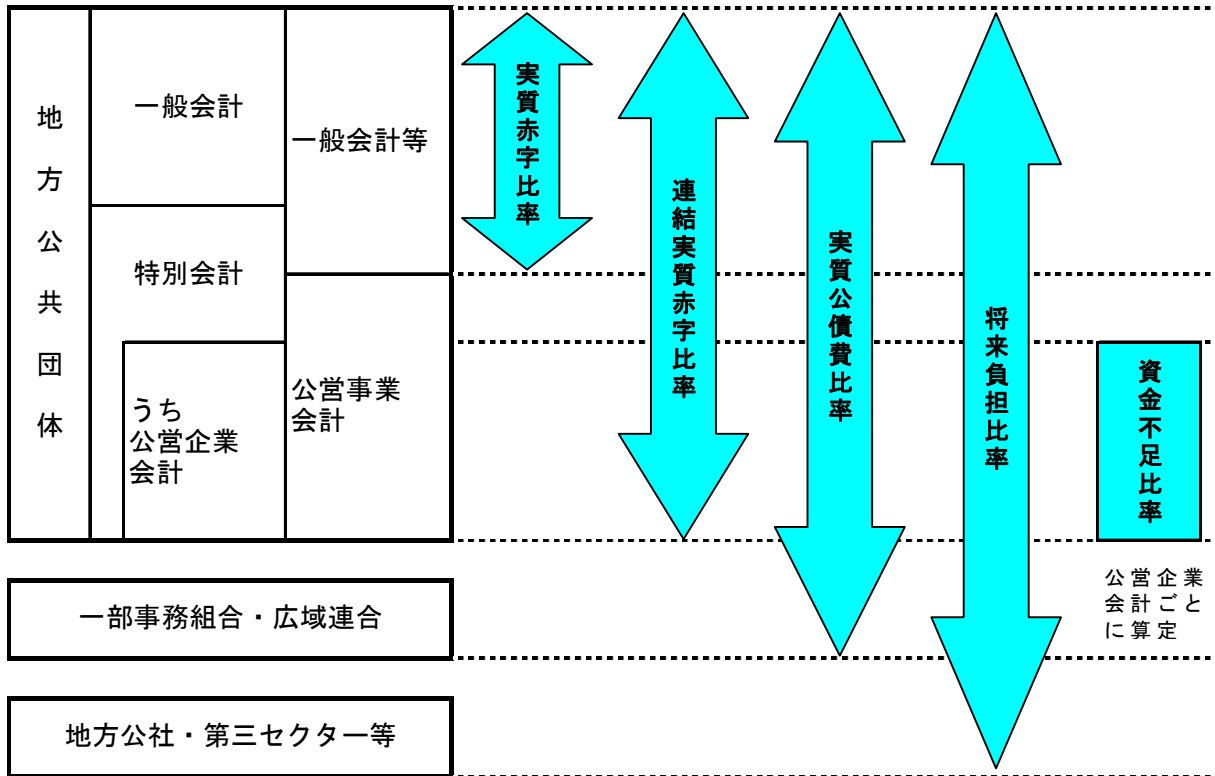 地方公共団体
一般会計
特別会計
うち
公営企業
会計
一般会計等
公営事業
会計
実質赤字比率
連結実質赤字比率
実質公債費比率
将来負担比率
資金不足比率
公営企業
会計ごと
に算定
一部事務組合・広域連合
地方公社・第三セクター等